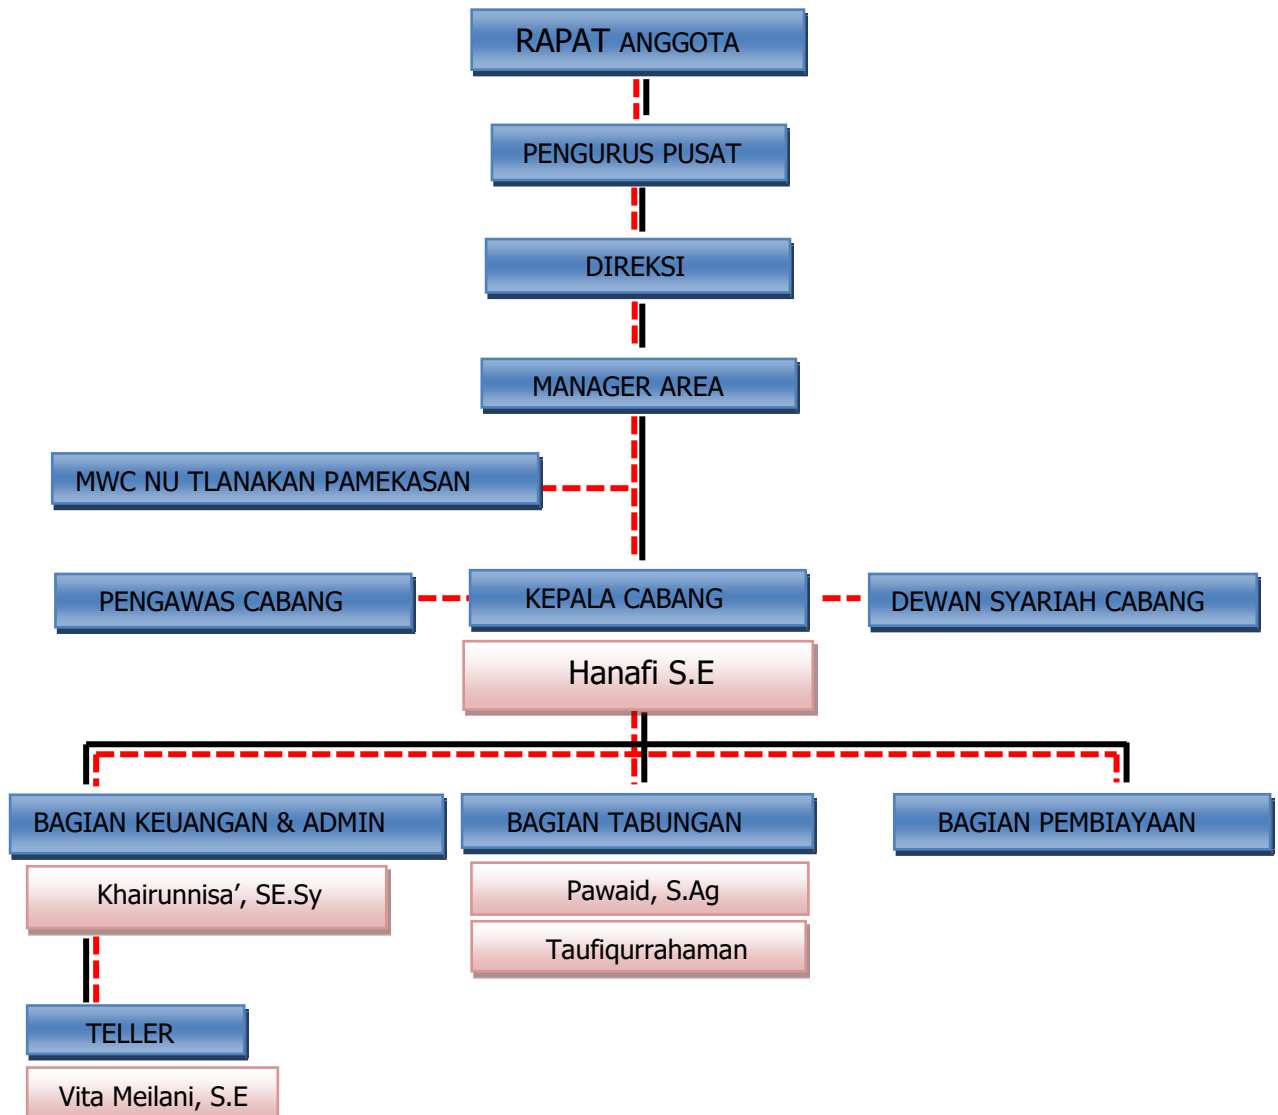 RAPAT ANGGOTA
PENGURUS PUSAT
DIREKSI
MANAGER AREA
MWC NU TLANAKAN PAMEKASAN
PENGAWAS CABANG
KEPALA CABANG
DEWAN SYARIAH CABANG
Hanafi S.E
BAGIAN KEUANGAN & ADMIN
BAGIAN TABUNGAN
BAGIAN PEMBIAYAAN
Khairunnisa’, SE.Sy
Pawaid, S.Ag
Taufiqurrahaman
TELLER
Vita Meilani, S.E